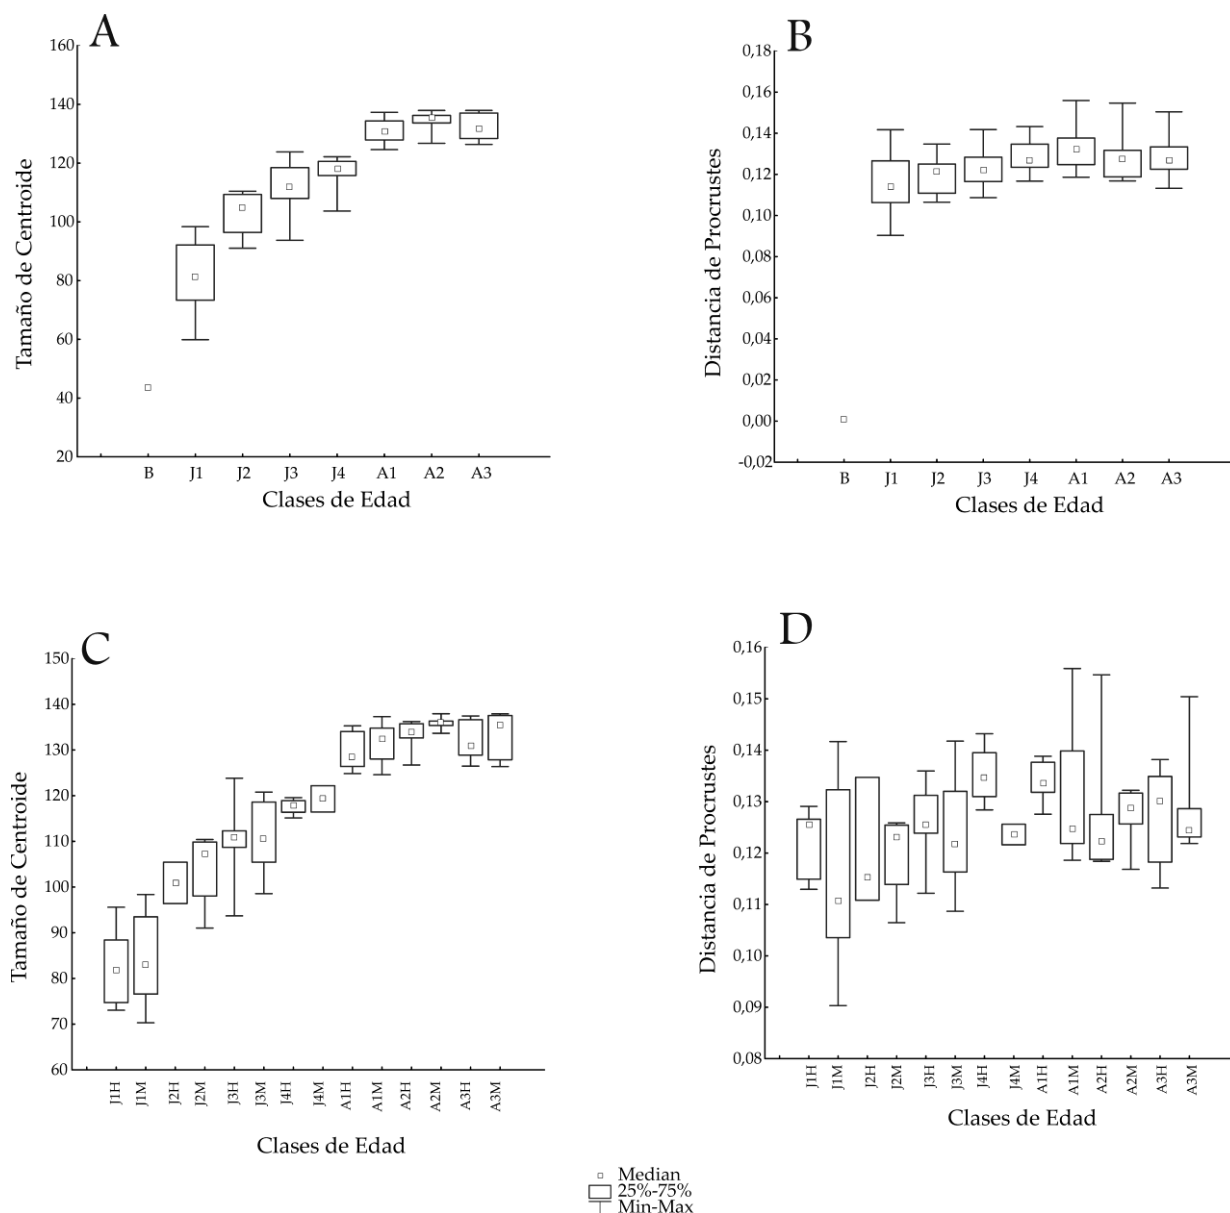 A
Tamaño de Centroide
160
140
120
100
80
60
40
20
B J1 J2 J3 J4 A1 A2 A3
Clases de Edad
B
Distancia de Procrustes
0,18
0,16
0,14
0,12
0,10
0,08
0,06
0,04
0,02
0,00
-0,02
B J1 J2 J3 J4 A1 A2 A3
Clases de Edad
C
Tamaño de Centroide
150
140
130
120
110
100
90
80
70
60
J1H J1M J2H J2M J3H J3M J4H J4M A1H A1M A2H A2M A3H A3M
Clases de Edad
D
Distancia de Procrustes
0,16
0,15
0,14
0,13
0,12
0,11
0,10
0,09
0,08
J1H J1M J2H J2M J3H J3M J4H J4M A1H A1M A2H A2M A3H A3M
Clases de Edad
Median
25%-75%
Min-Max